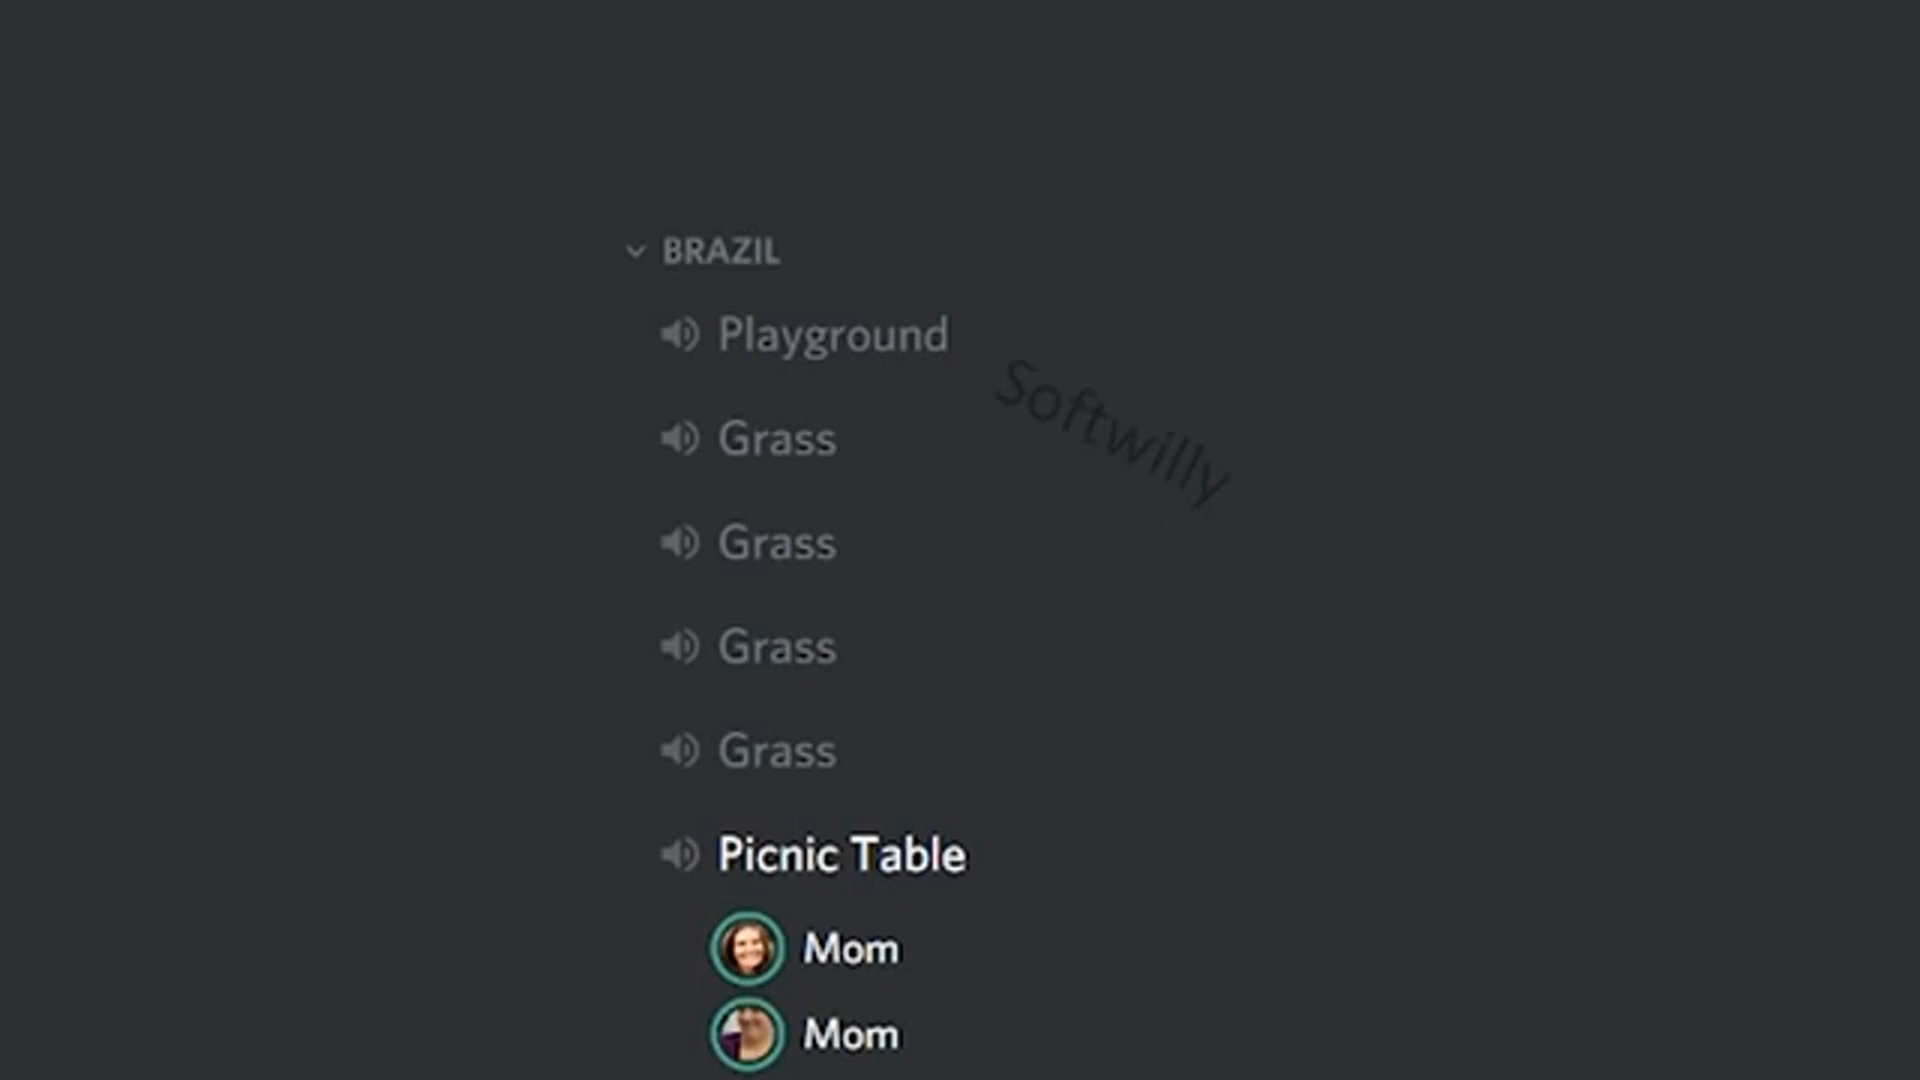 BRAZIL
Playground
Softwilly
Grass
Grass
Grass
Grass
Picnic Table
Mom
Mom